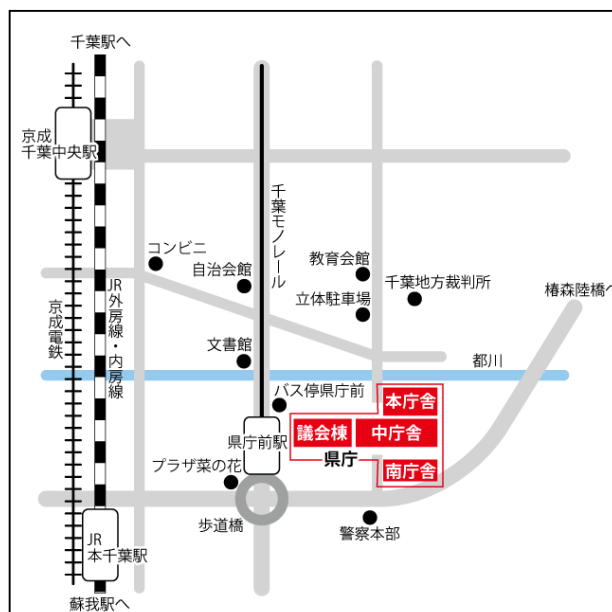 千葉駅へ
京成
千葉中央駅
千葉モノレール
コンビニ
自治会館
教育会館
千葉地方裁判所
立体駐車場
椿森陸橋へ
JR外房線・内房線
京成電鉄
文書館
都川
バス停県庁前
本庁舎
議会棟
中庁舎
県庁前駅
県庁
南庁舎
プラザ菜の花
歩道橋
警察本部
JR
本千葉駅
蘇我駅へ